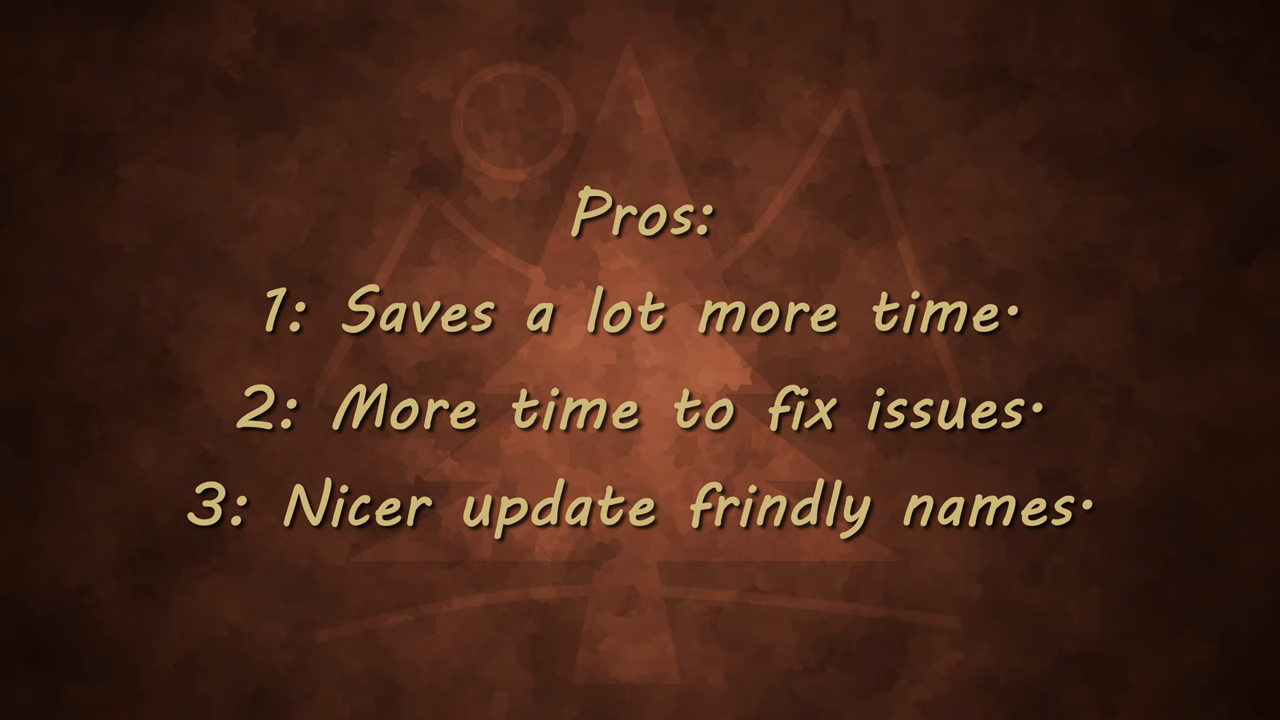 Pros:
1: Saves a lot more time.
2: More time to fix issues.
3: Nicer update frindly names.